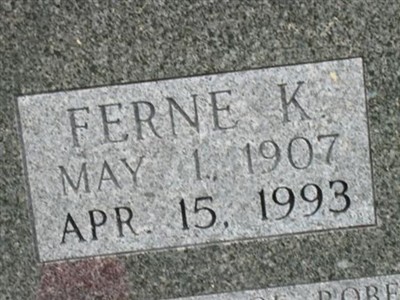 FERNE K.
MAY 1, 1907
APR. 15, 1993